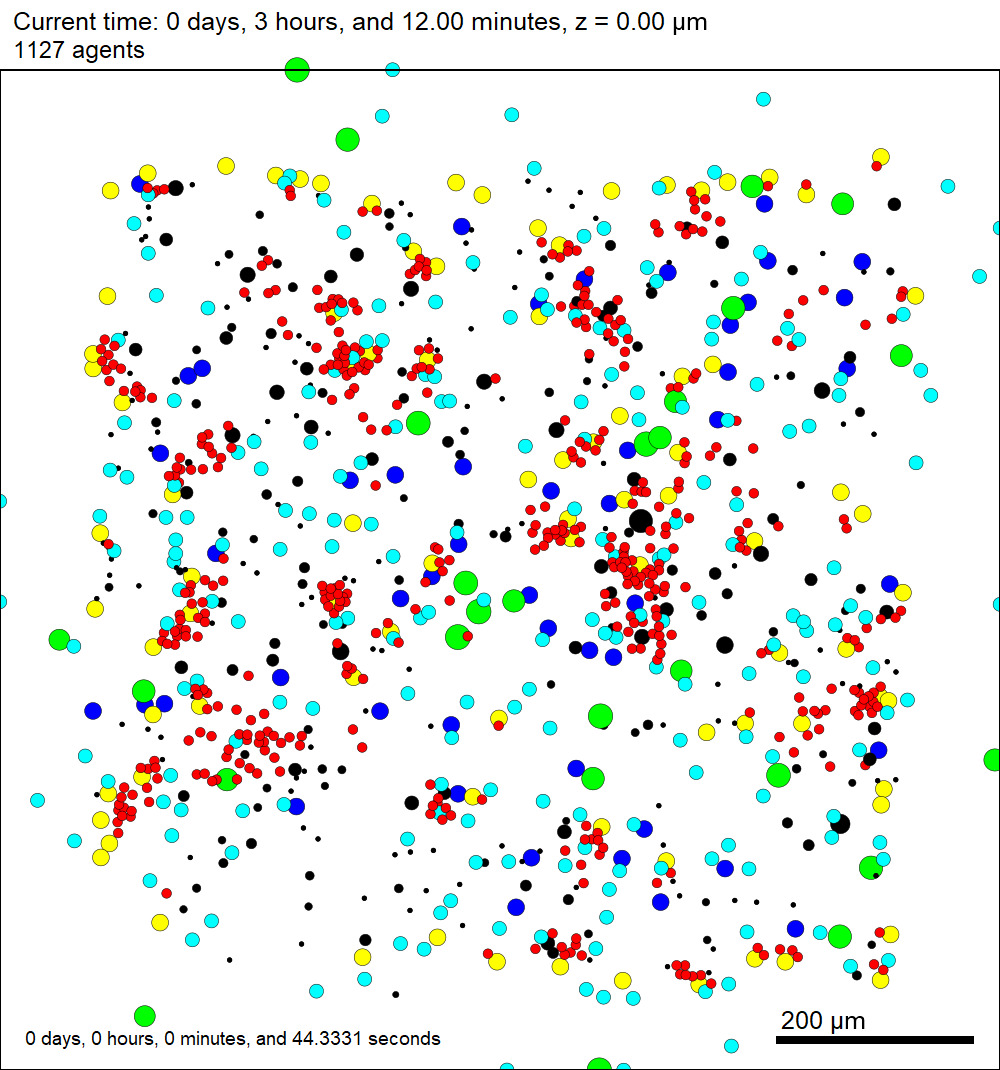 Current time: 0 days, 3 hours, and 12.00 minutes, z = 0.00 µm
1127 agents
200 µm
0 days, 0 hours, 0 minutes, and 44.3331 seconds